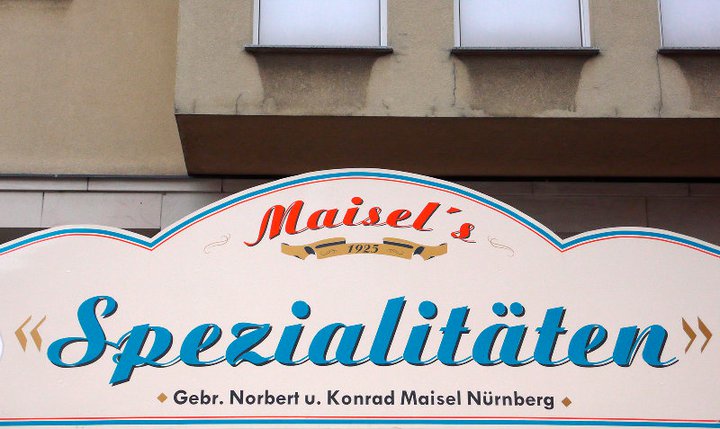 Maisel´s
1925
«Spezialitäten»
Gebr. Norbert u. Konrad Maisel Nürnberg